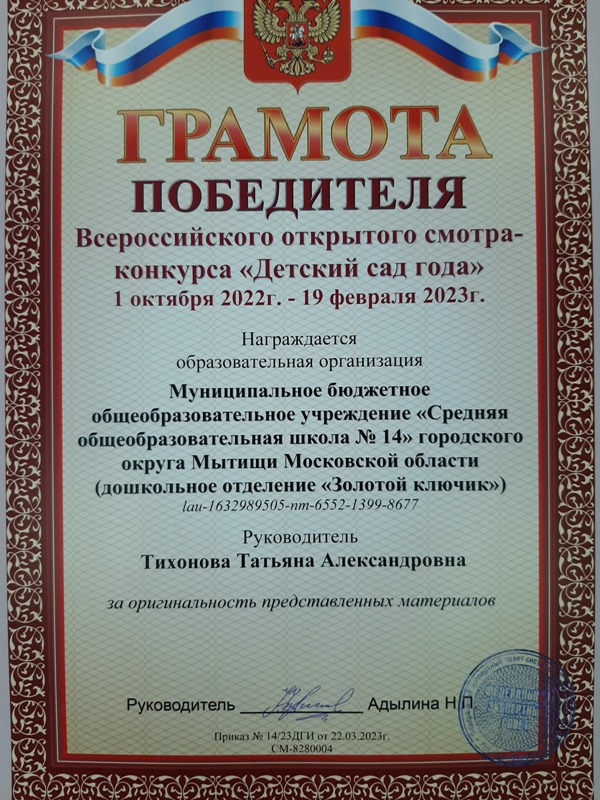 ГРАМОТА
ПОБЕДИТЕЛЯ
Всероссийского открытого смотра-
конкурса «Детский сад года»
1 октября 2022г. - 19 февраля 2023г.
Награждается
образовательная организация
Муниципальное бюджетное
общеобразовательное учреждение «Средняя
общеобразовательная школа № 14» городского
округа Мытищи Московской области
(дошкольное отделение «Золотой ключик»)
lau-1632989505-nm-6552-1399-8677
Руководитель
Тихонова Татьяна Александровна
за оригинальность представленных материалов
Руководитель Адылина Н.П.
Приказ № 14/23ДГИ от 22.03.2023г.
СМ-8280004